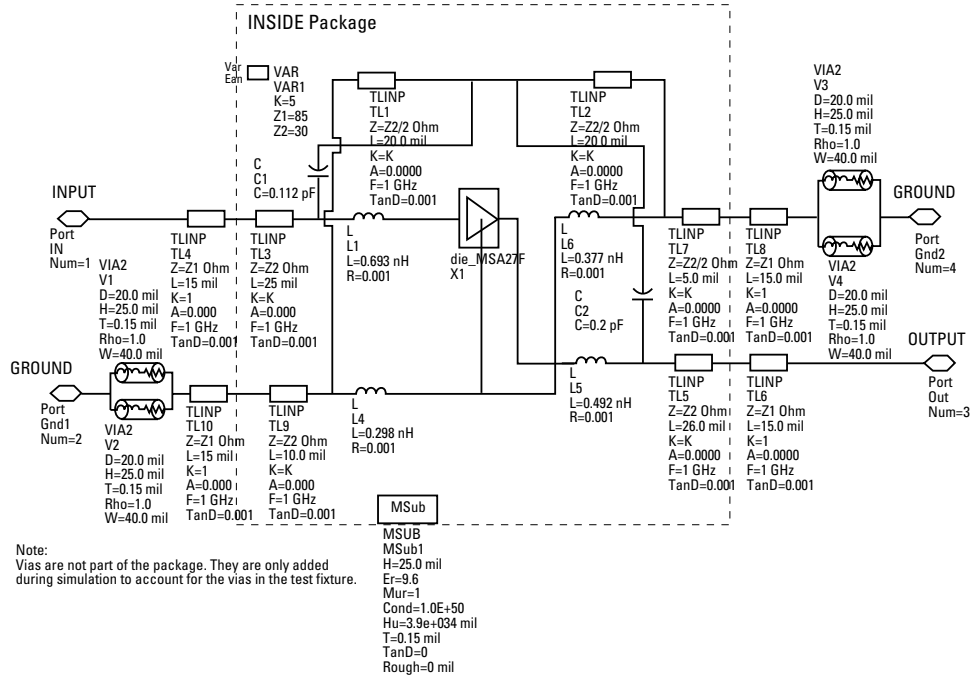 INSIDE Package
Var
Ean
VAR
VAR1
K=5
Z1=85
Z2=30
TLINP
TL1
Z=Z2/2 Ohm
L=20.0 mil
K=K
A=0.0000
F=1 GHz
TanD=0.001
TLINP
TL2
Z=Z2/2 Ohm
L=20.0 mil
K=K
A=0.0000
F=1 GHz
TanD=0.001
VIA2
V3
D=20.0 mil
H=25.0 mil
T=0.15 mil
Rho=1.0
W=40.0 mil
C
C1
C=0.112 pF
INPUT
Port
IN
Num=1
TLINP
TL4
Z=Z1 Ohm
L=15 mil
K=1
A=0.000
F=1 GHz
TanD=0.001
TLINP
TL3
Z=Z2 Ohm
L=25 mil
K=K
A=0.000
F=1 GHz
TanD=0.001
L
L1
L=0.693 nH
R=0.001
die_MSA27F
X1
L
L6
L=0.377 nH
R=0.001
C
C2
C=0.2 pF
TLINP
TL7
Z=Z2/2 Ohm
L=5.0 mil
K=K
A=0.0000
F=1 GHz
TanD=0.001
TLINP
TL8
Z=Z1 Ohm
L=15.0 mil
K=1
A=0.0000
F=1 GHz
TanD=0.001
GROUND
Port
Gnd2
Num=4
VIA2
V4
D=20.0 mil
H=25.0 mil
T=0.15 mil
Rho=1.0
W=40.0 mil
VIA2
V1
D=20.0 mil
H=25.0 mil
T=0.15 mil
Rho=1.0
W=40.0 mil
GROUND
Port
Gnd1
Num=2
VIA2
V2
D=20.0 mil
H=25.0 mil
T=0.15 mil
Rho=1.0
W=40.0 mil
TLINP
TL10
Z=Z1 Ohm
L=15 mil
K=1
A=0.000
F=1 GHz
TanD=0.001
TLINP
TL9
Z=Z2 Ohm
L=10.0 mil
K=K
A=0.000
F=1 GHz
TanD=0.001
L
L4
L=0.298 nH
R=0.001
L
L5
L=0.492 nH
R=0.001
TLINP
TL5
Z=Z2 Ohm
L=26.0 mil
K=K
A=0.0000
F=1 GHz
TanD=0.001
TLINP
TL6
Z=Z1 Ohm
L=15.0 mil
K=1
A=0.0000
F=1 GHz
TanD=0.001
OUTPUT
Port
Out
Num=3
MSub
MSUB
MSub1
H=25.0 mil
Er=9.6
Mur=1
Cond=1.0E+50
Hu=3.9e+034 mil
T=0.15 mil
TanD=0
Rough=0 mil
Note:
Vias are not part of the package. They are only added
during simulation to account for the vias in the test fixture.